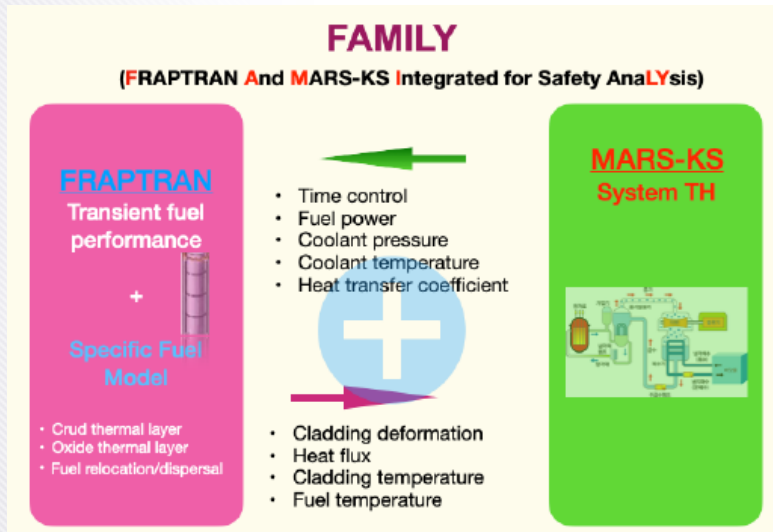 FAMILY
(FRAPTRAN And MARS-KS Integrated for Safety AnaLYsis)
FRAPTRAN
Transient fuel
performance
+
Specific Fuel
Model
• Crud thermal layer
• Oxide thermal layer
• Fuel relocation/dispersal
• Time control
• Fuel power
• Coolant pressure
• Coolant temperature
• Heat transfer coefficient
• Cladding deformation
• Heat flux
• Cladding temperature
• Fuel temperature
MARS-KS
System TH